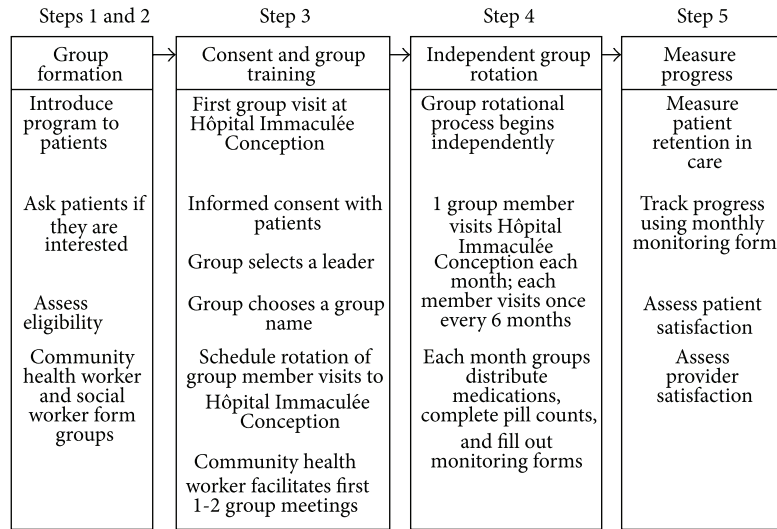 Steps 1 and 2
Group
formation
Introduce
program to
patients
Ask patients if
they are
interested
Assess
eligibility
Community
health worker
and social
worker form
groups
Step 3
Consent and group
training
First group visit at
Hôpital Immaculée
Conception
Informed consent with
patients
Group selects a leader
Group chooses a group
name
Schedule rotation of
group member visits to
Hôpital Immaculée
Conception
Community health
worker facilitates first
1-2 group meetings
Step 4
Independent group
rotation
Group rotational
process begins
independently
1 group member
visits Hôpital
Immaculée
Conception each
month; each
member visits once
every 6 months
Each month groups
distribute
medications,
complete pill counts,
and fill out
monitoring forms
Step 5
Measure
progress
Measure
patient
retention in
care
Track progress
using monthly
monitoring form
Assess patient
satisfaction
Assess
provider
satisfaction